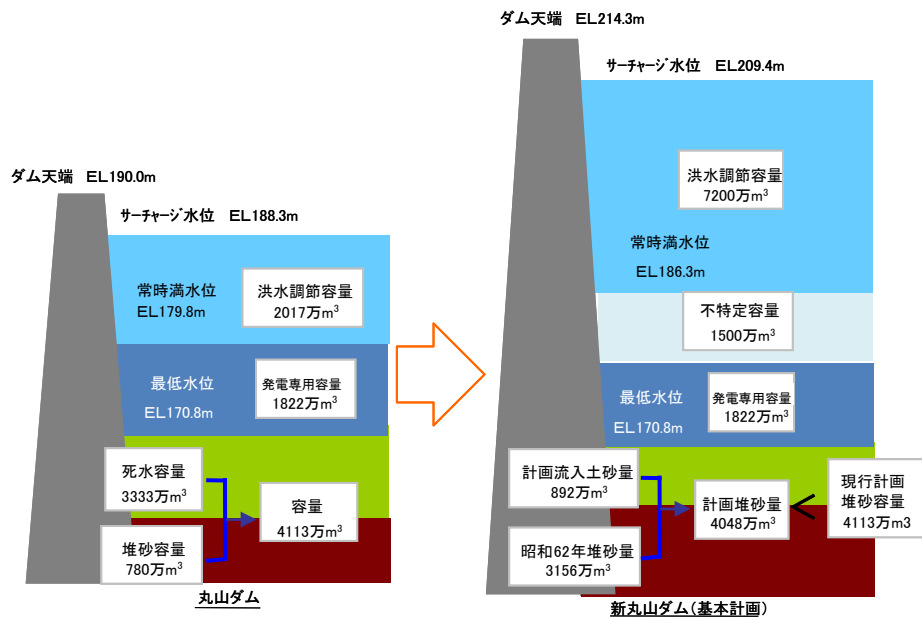 ダム天端　ＥＬ190.0m
サーチャージ水位　ＥＬ188.3m
常時満水位
ＥＬ179.8m
洪水調節容量
2017万m³
最低水位
ＥＬ170.8m
発電専用容量
1822万m³
死水容量
3333万m³
容量
4113万m³
堆砂容量
780万m³
丸山ダム
ダム天端　ＥＬ214.3m
サーチャージ水位　ＥＬ209.4m
洪水調節容量
7200万m³
常時満水位
ＥＬ186.3m
不特定容量
1500万m³
最低水位
ＥＬ170.8m
発電専用容量
1822万m³
計画流入土砂量
892万m³
計画堆砂量
4048万m³
現行計画
堆砂容量
4113万m3
昭和62年堆砂量
3156万m³
新丸山ダム（基本計画）